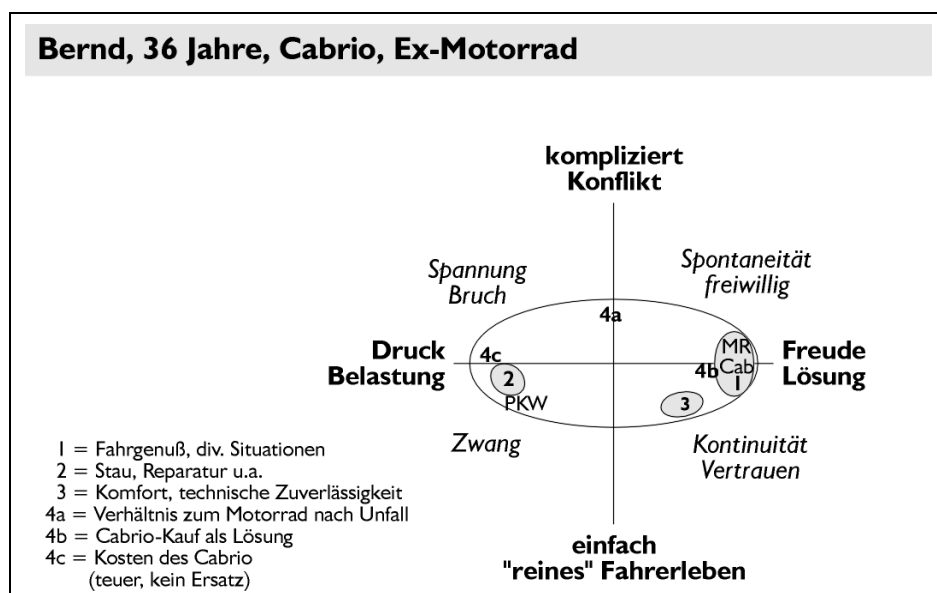 Bernd, 36 Jahre, Cabrio, Ex-Motorrad
kompliziert
Konflikt
Spannung
Bruch
Spontaneität
freiwillig
4a
Druck
Belastung
4c
2
PKW
MR
Cab
4b
1
3
Freude
Lösung
Zwang
Kontinuität
Vertrauen
1 = Fahrgenuß, div. Situationen
2 = Stau, Reparatur u.a.
3 = Komfort, technische Zuverlässigkeit
4a = Verhältnis zum Motorrad nach Unfall
4b = Cabrio-Kauf als Lösung
4c = Kosten des Cabrio
(teuer, kein Ersatz)
einfach
"reines" Fahrerleben